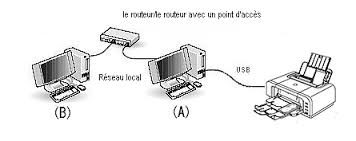 le routeur/le routeur avec un point d'accès
Réseau local
USB
(B)
(A)